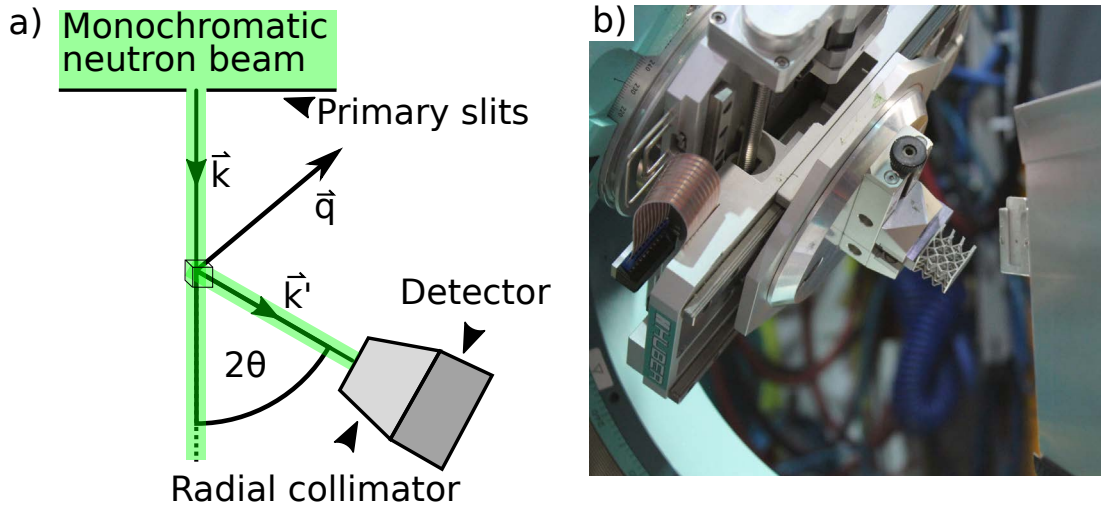 a)
Monochromatic
neutron beam
Primary slits
k⃗
q⃗
k⃗'
Detector
2θ
Radial collimator
b)
HUBER